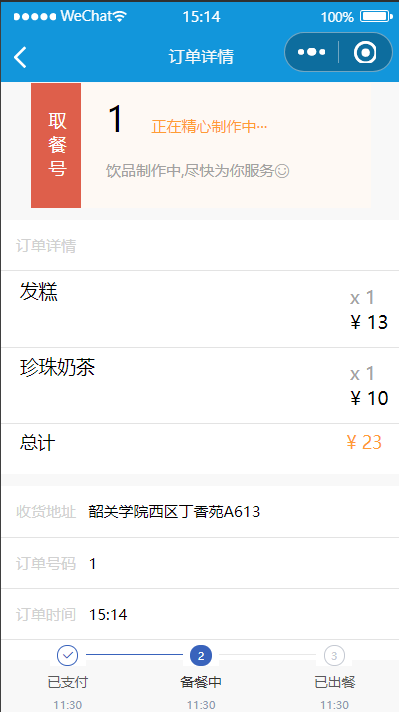 WeChat 15:14 100%
订单详情
取餐号
1 正在精心制作中···
饮品制作中,尽快为你服务☺
订单详情
发糕
x 1
¥ 13
珍珠奶茶
x 1
¥ 10
总计 ¥ 23
收货地址 韶关学院西区丁香苑A613
订单号码 1
订单时间 15:14
2 3
已支付 备餐中 已出餐
11:30 11:30 11:30